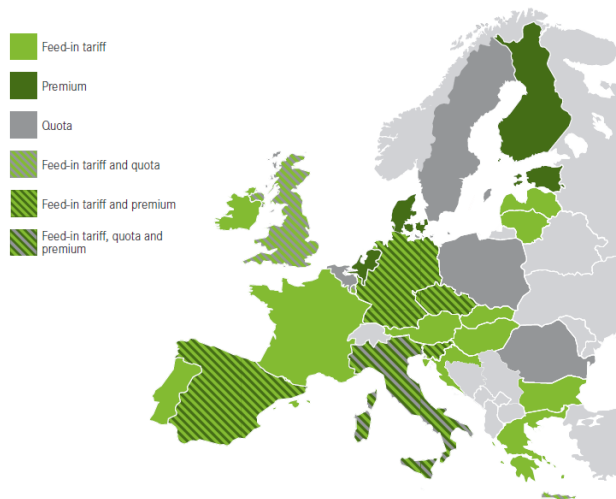 Feed-in tariff
Premium
Quota
Feed-in tariff and quota
Feed-in tariff and premium
Feed-in tariff, quota and
premium